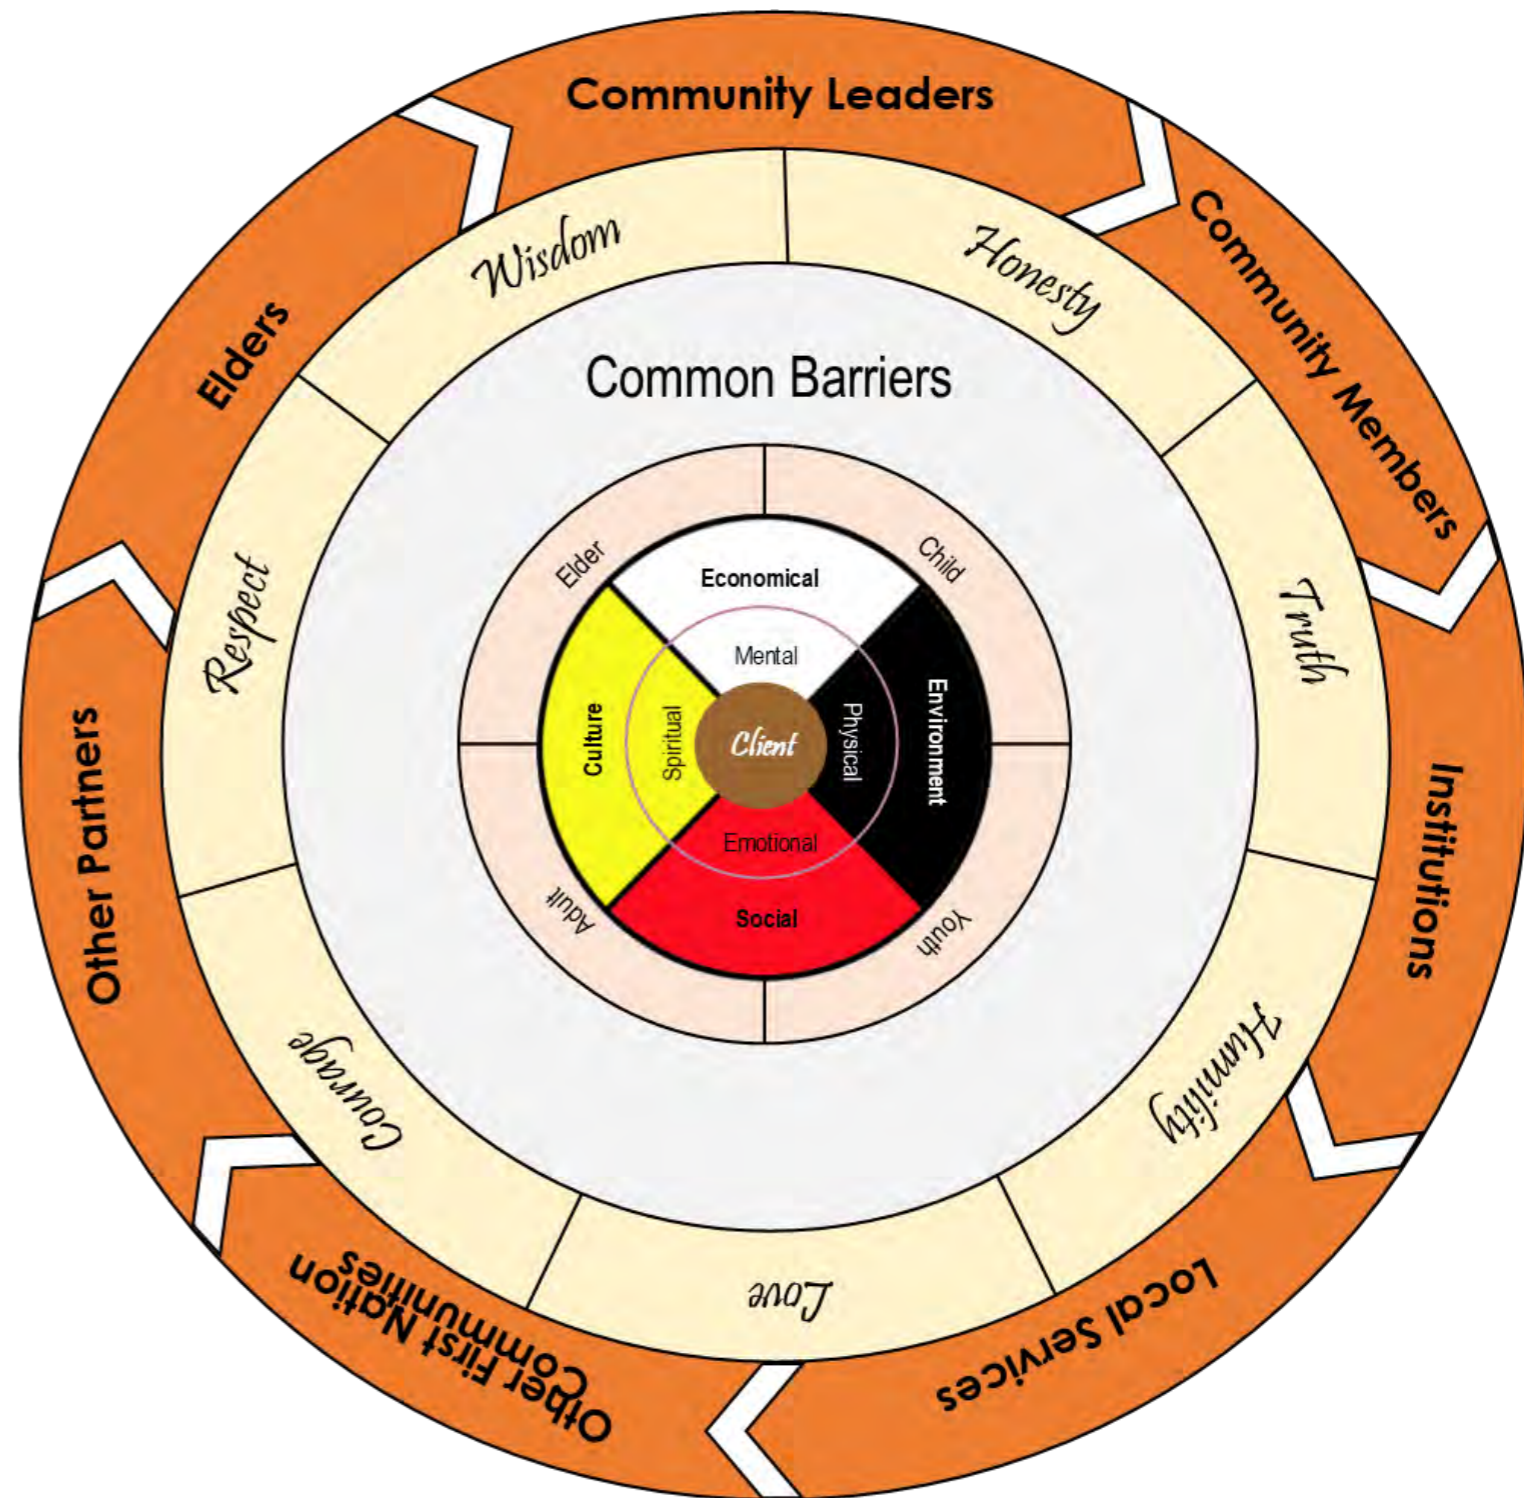 Community Leaders
Community Members
Institutions
Local Services
Other First Nation
Communities
Other Partners
Elders
Wisdom
Honesty
Truth
Humility
Love
Courage
Respect
Common Barriers
Elder
Child
Youth
Adult
Economical
Environment
Social
Culture
Mental
Physical
Emotional
Spiritual
Client